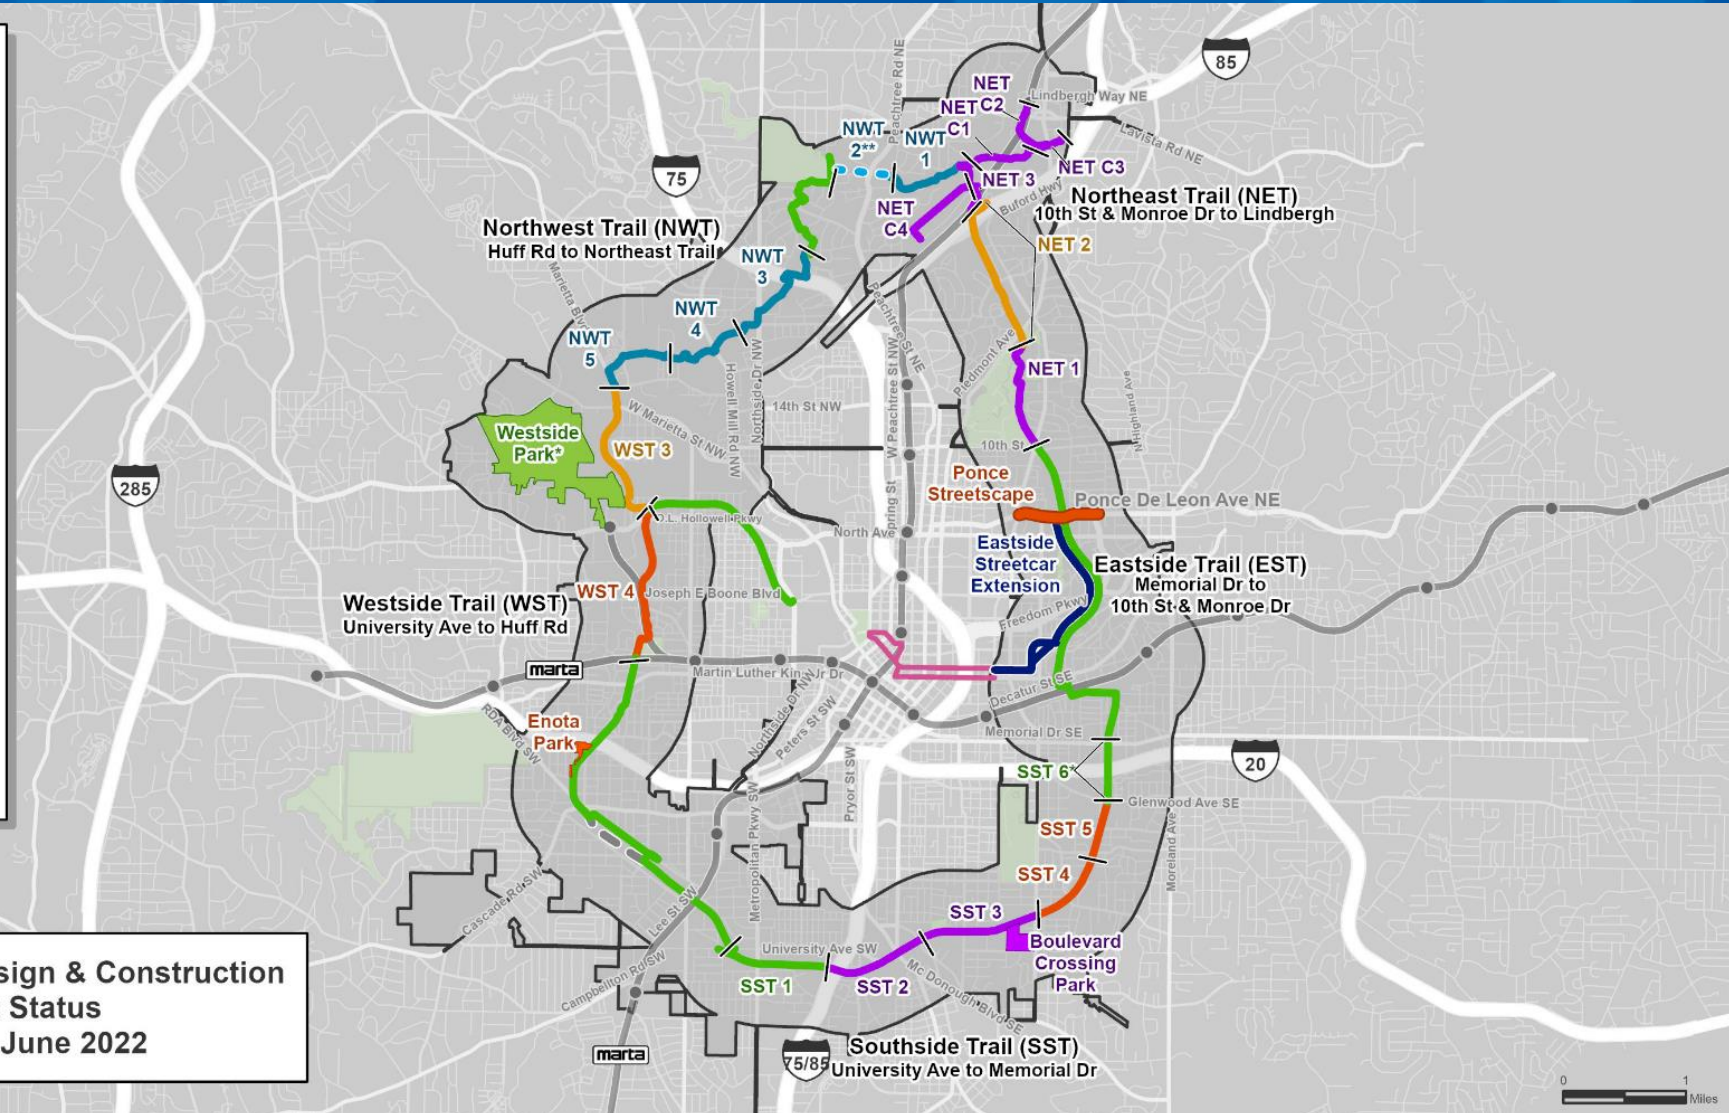 85
NET
C2
Lindbergh Way NE
NET
C1
Peachtree Rd NE
NWT
2**
NWT
1
Lavista Rd NE
NET C3
75
NET 3
Buford Hwy
Northeast Trail (NET)
10th St & Monroe Dr to Lindbergh
NET
C4
Northwest Trail (NWT)
Huff Rd to Northeast Trail
NET 2
NWT
3
Marietta Blvd
NWT
4
Peachtree St NE
NWT
5
Piedmont Ave
NET 1
Howell Mill Rd NW
Northside Dr NW
W Peachtree St NW
14th St NW
N Highland Ave
W Marietta St NW
Westside
Park*
WST 3
10th St
285
Ponce
Streetscape
Ponce De Leon Ave NE
D.L. Hollowell Pkwy
Spring St
North Ave
Eastside
Streetcar
Extension
Eastside Trail (EST)
Memorial Dr to
10th St & Monroe Dr
WST 4
Joseph E Boone Blvd
Westside Trail (WST)
University Ave to Huff Rd
Freedom Pkwy
marta
Martin Luther King Jr Dr
Decatur St SE
RDA Blvd SW
Enota
Park
Northside Dr NW
Peters St SW
Memorial Dr SE
SST 6*
20
Pryor St SW
Metropolitan Pkwy SW
Glenwood Ave SE
SST 5
Moreland Ave
SST 4
Cascade Rd SW
Lee St SW
SST 3
University Ave SW
Boulevard
Crossing
Park
Campbellton Rd SW
SST 1
SST 2
Mc Donough Blvd SE
sign & Construction
Status
June 2022
marta
75/85
Southside Trail (SST)
University Ave to Memorial Dr
0 1
Miles